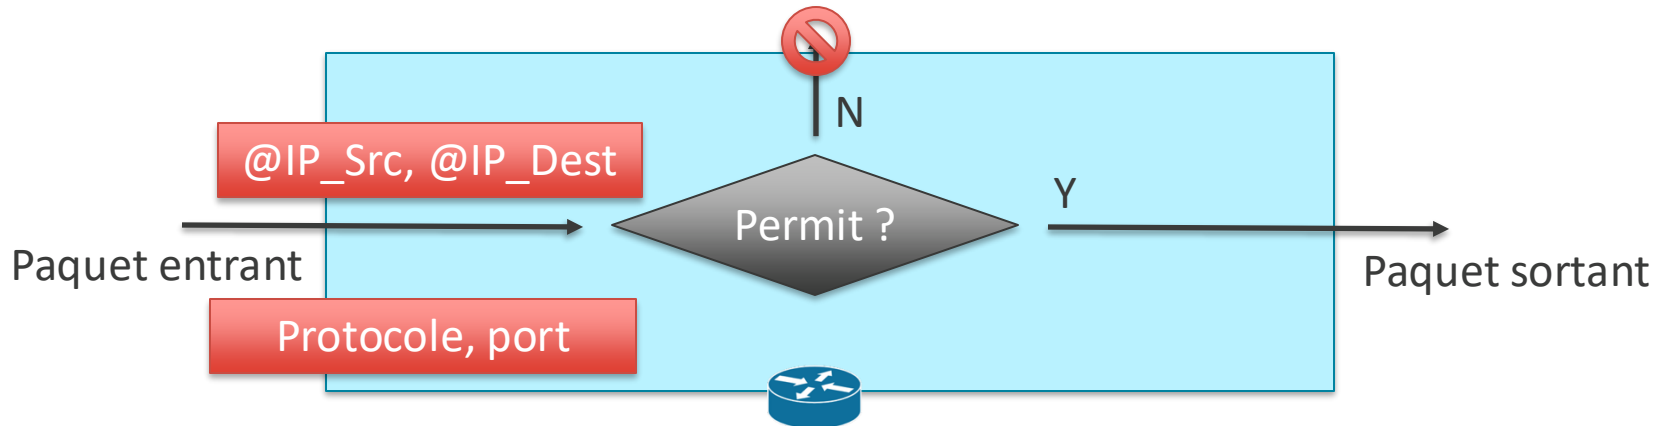 N
@IP_Src, @IP_Dest
Y
Permit ?
Paquet entrant
Paquet sortant
Protocole, port